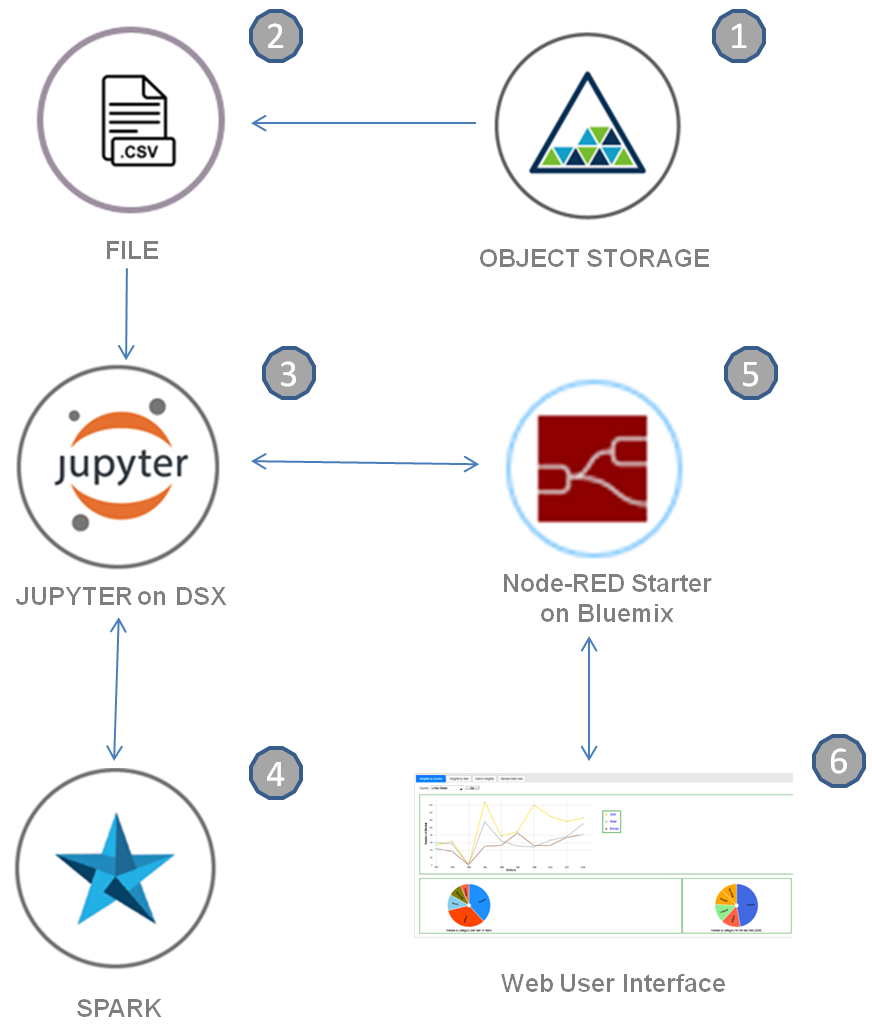 2
1
.CSV
FILE
OBJECT STORAGE
3
5
jupyter
JUPYTER on DSX
Node-RED Starter
on Bluemix
4
6
SPARK
Web User Interface